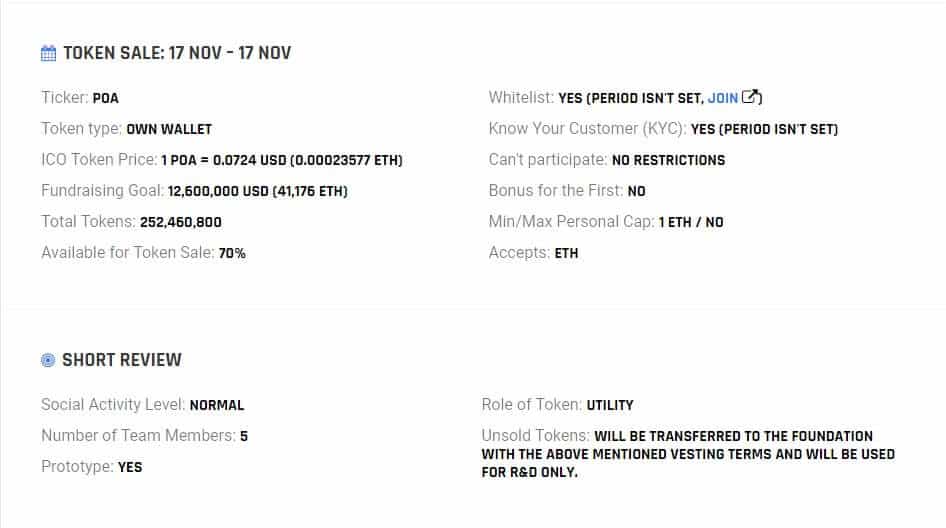 TOKEN SALE: 17 NOV – 17 NOV
Ticker: POA
Token type: OWN WALLET
ICO Token Price: 1 POA = 0.0724 USD (0.00023577 ETH)
Fundraising Goal: 12,600,000 USD (41,176 ETH)
Total Tokens: 252,460,800
Available for Token Sale: 70%
Whitelist: YES (PERIOD ISN'T SET, JOIN)
Know Your Customer (KYC): YES (PERIOD ISN'T SET)
Can't participate: NO RESTRICTIONS
Bonus for the First: NO
Min/Max Personal Cap: 1 ETH / NO
Accepts: ETH
SHORT REVIEW
Social Activity Level: NORMAL
Number of Team Members: 5
Prototype: YES
Role of Token: UTILITY
Unsold Tokens: WILL BE TRANSFERRED TO THE FOUNDATION
WITH THE ABOVE MENTIONED VESTING TERMS AND WILL BE USED
FOR R&D ONLY.